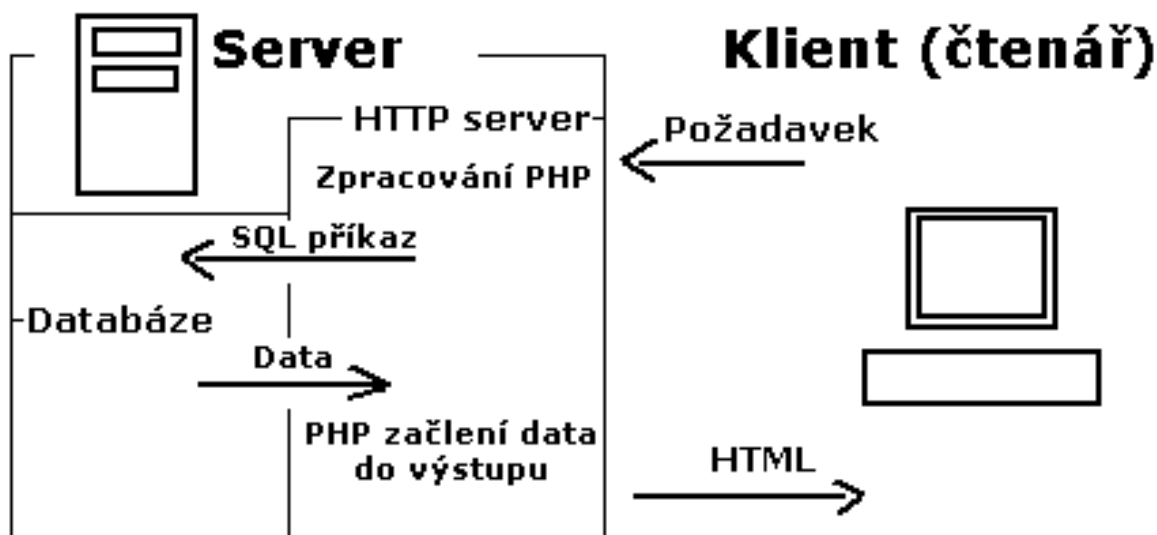 Server
Klient (čtenář)
HTTP server
Požadavek
Zpracování PHP
SQL příkaz
Databáze
Data
PHP začlení data
do výstupu
HTML